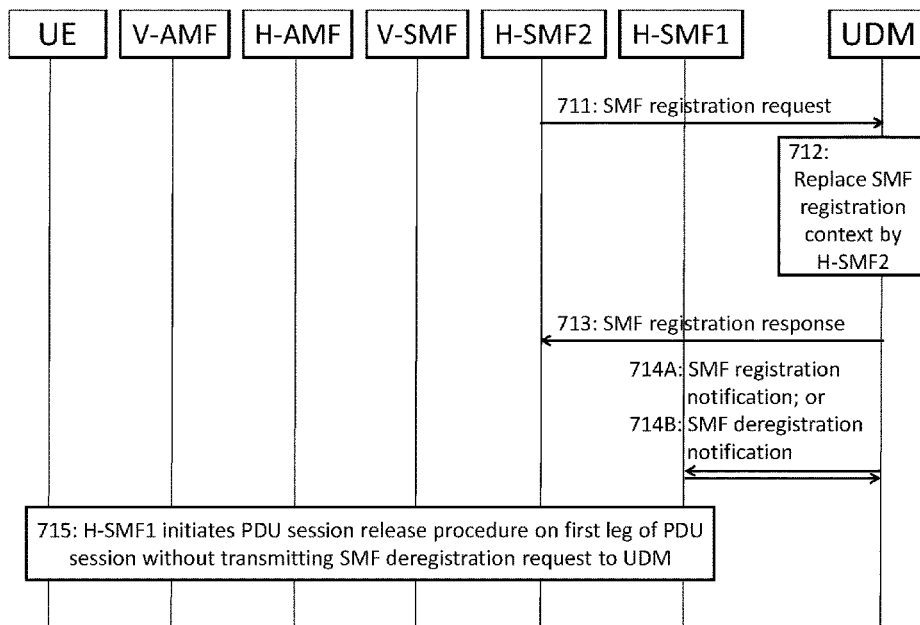 UE
V-AMF
H-AMF
V-SMF
H-SMF2
H-SMF1
UDM
711: SMF registration request
712:
Replace SMF
registration
context by
H-SMF2
713: SMF registration response
714A: SMF registration
notification; or
714B: SMF deregistration
notification
715: H-SMF1 initiates PDU session release procedure on first leg of PDU
session without transmitting SMF deregistration request to UDM